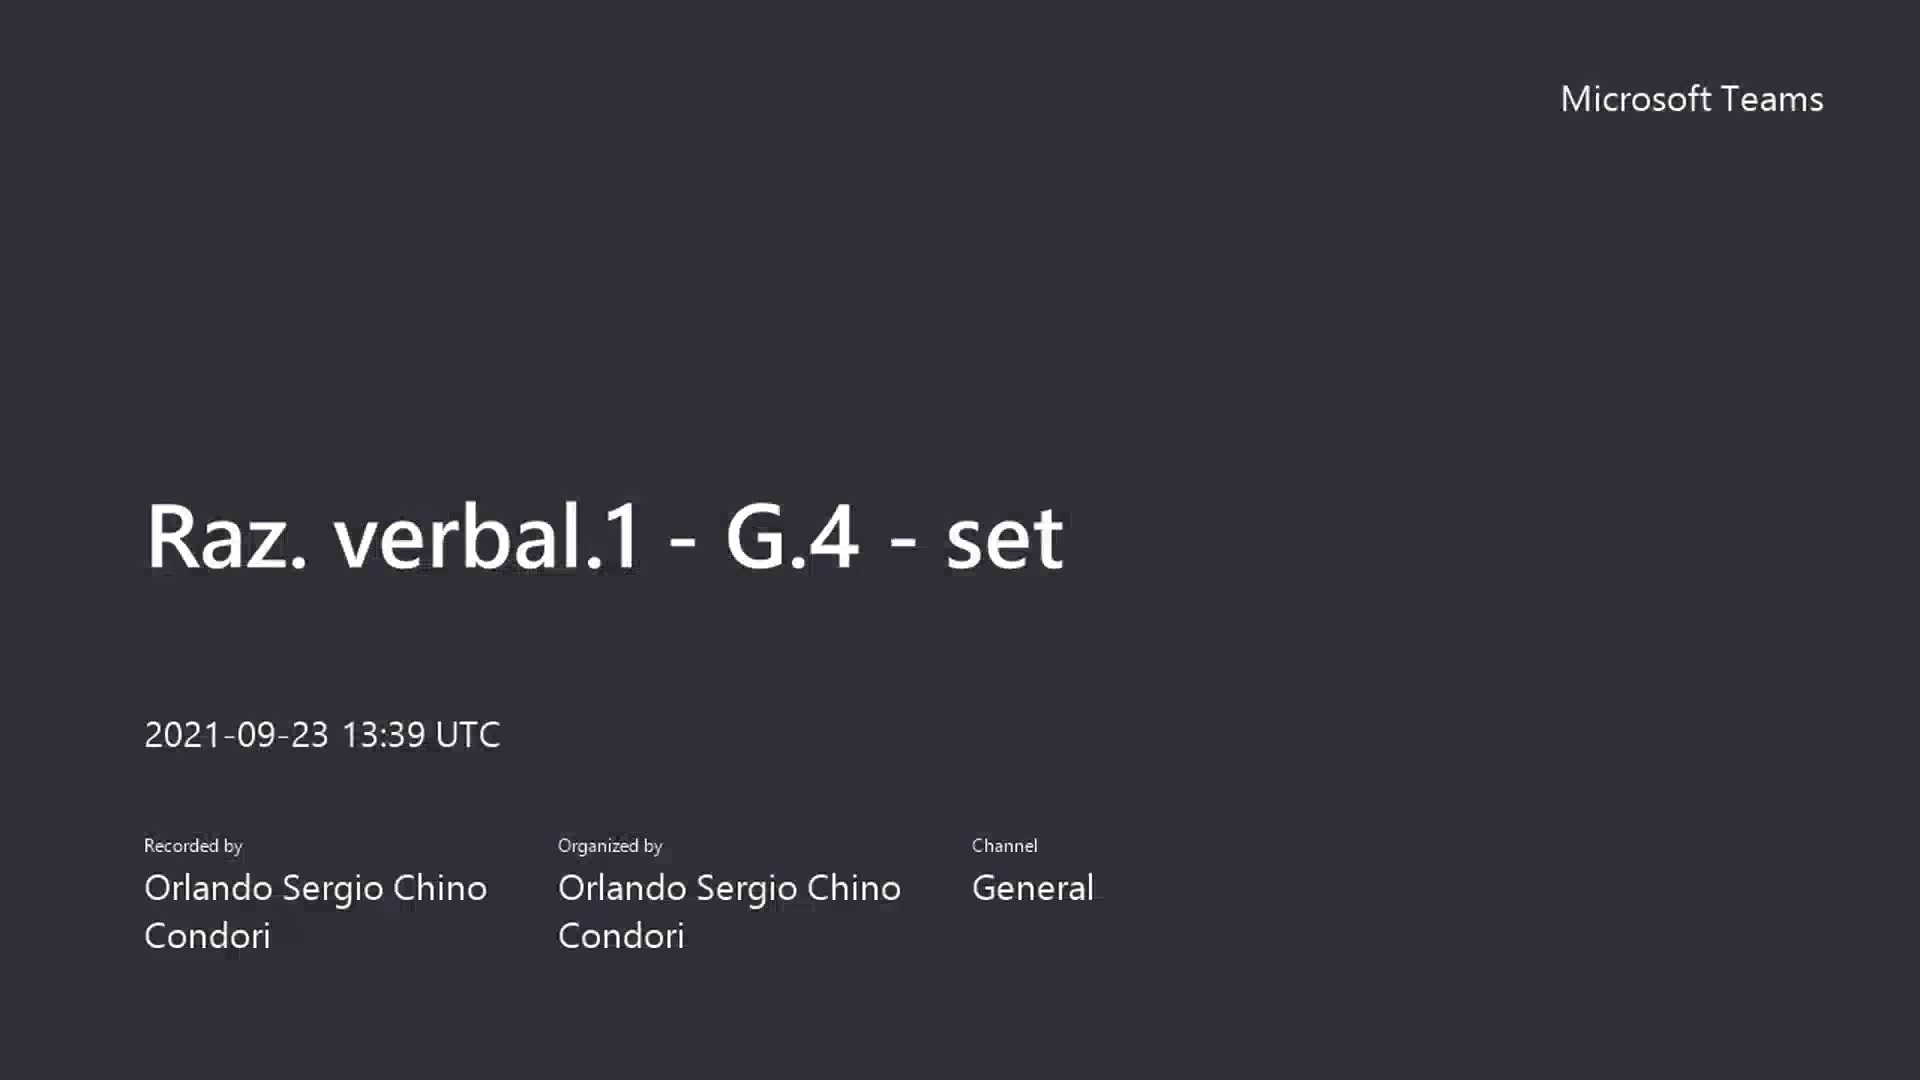 Microsoft Teams
Raz. verbal.1 - G.4 - set
2021-09-23 13:39 UTC
Recorded by
Orlando Sergio Chino
Condori
Organized by
Orlando Sergio Chino
Condori
Channel
General